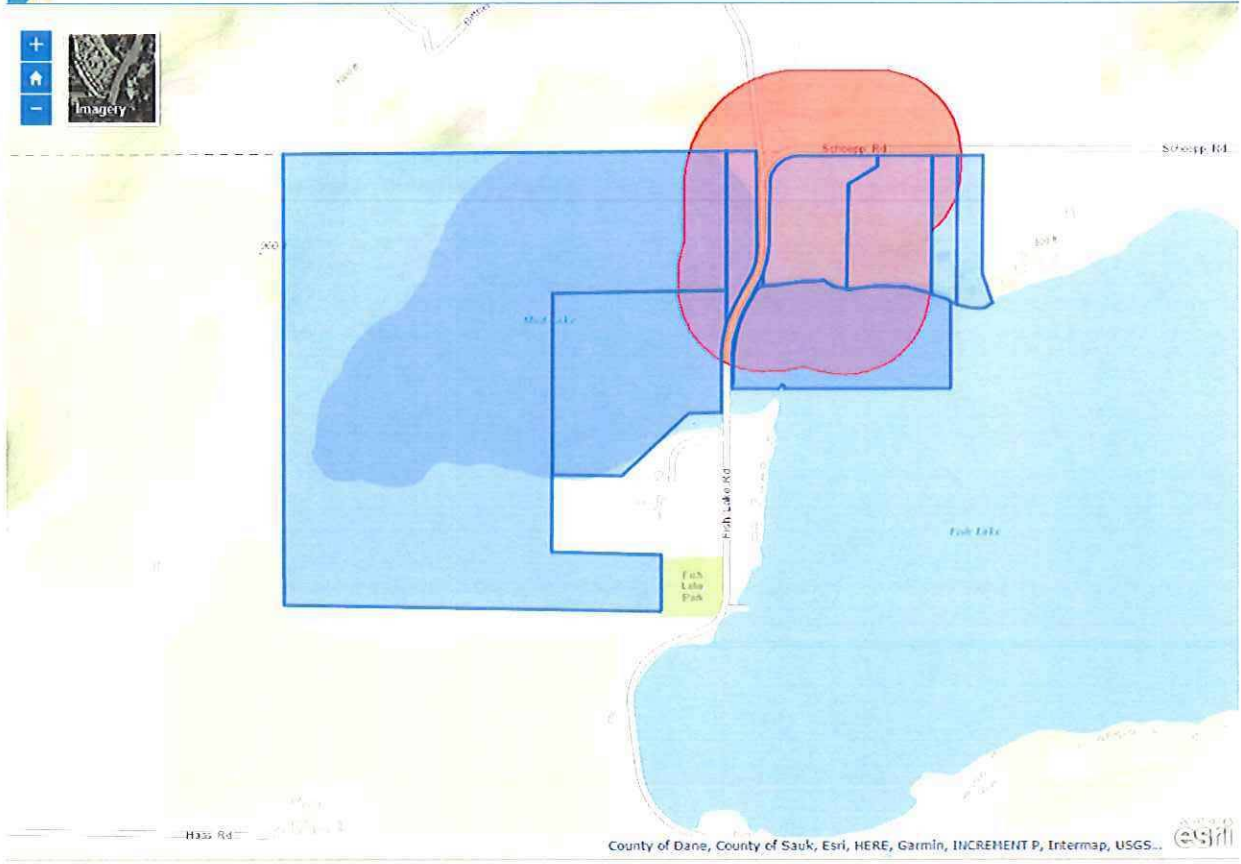 +
Imagery
−
Schoepp Rd
Schoepp Rd
Mud Lake
Fish Lake Rd
Fish Lake
Fish
Lake
Park
Hass Rd
County of Dane, County of Sauk, Esri, HERE, Garmin, INCREMENT P, Intermap, USGS...
esri